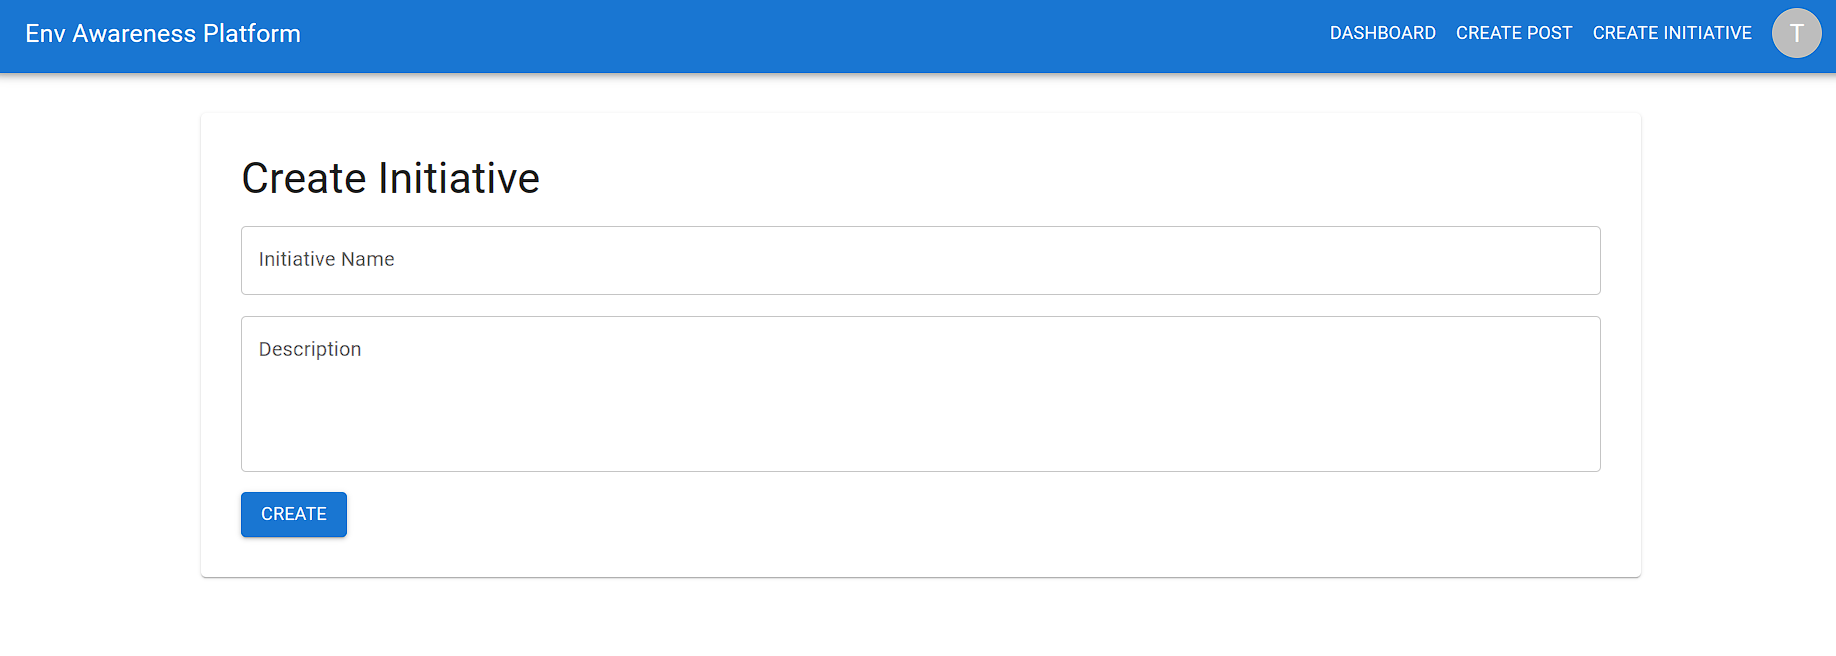 Env Awareness Platform
DASHBOARD CREATE POST CREATE INITIATIVE T
Create Initiative
Initiative Name
Description
CREATE